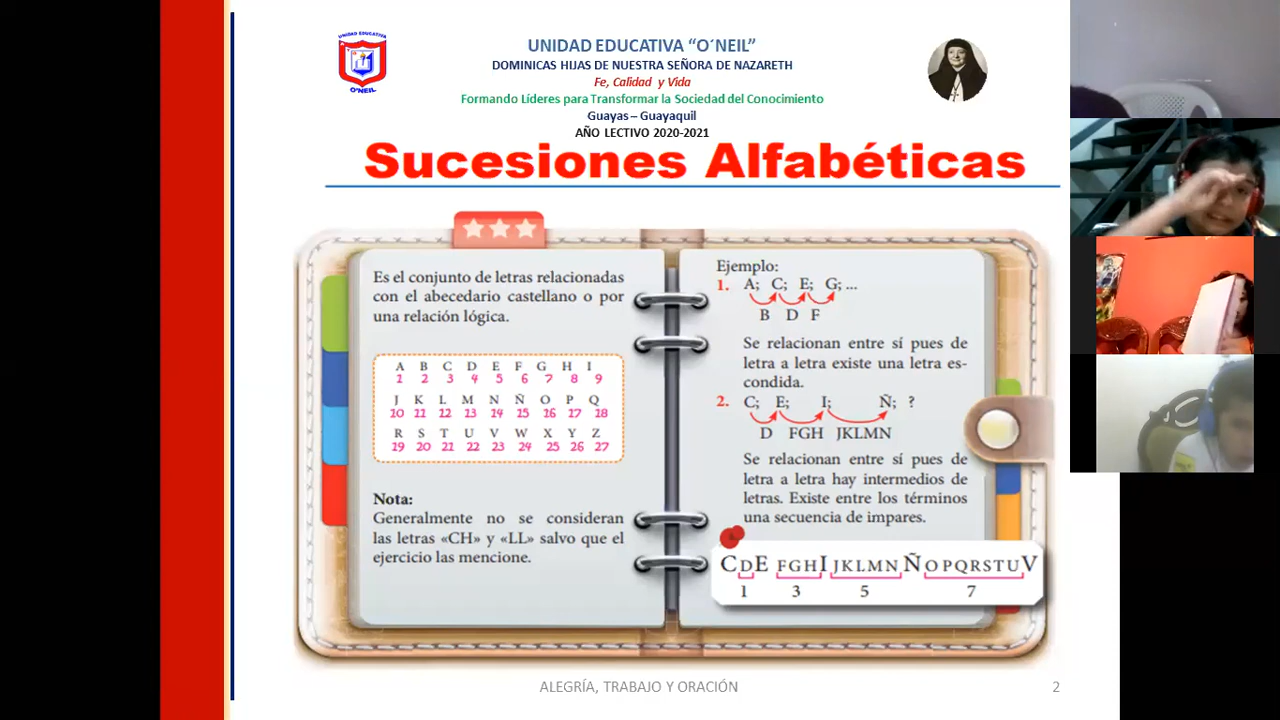 UNIDAD EDUCATIVA
O'NEIL
UNIDAD EDUCATIVA “O´NEIL”
DOMINICAS HIJAS DE NUESTRA SEÑORA DE NAZARETH
Fe, Calidad y Vida
Formando Líderes para Transformar la Sociedad del Conocimiento
Guayas – Guayaquil
AÑO LECTIVO 2020-2021
Sucesiones Alfabéticas
Es el conjunto de letras relacionadas
con el abecedario castellano o por
una relación lógica.
A B C D E F G H I
1 2 3 4 5 6 7 8 9
J K L M N Ñ O P Q
10 11 12 13 14 15 16 17 18
R S T U V W X Y Z
19 20 21 22 23 24 25 26 27
Nota:
Generalmente no se consideran
las letras «CH» y «LL» salvo que el
ejercicio las mencione.
Ejemplo:
1. A; C; E; G; ...
B D F
Se relacionan entre sí pues de
letra a letra existe una letra es-
condida.
2. C; E; I; Ñ; ?
D FGH JKLMN
Se relacionan entre sí pues de
letra a letra hay intermedios de
letras. Existe entre los términos
una secuencia de impares.
C D E F G H I J K L M N Ñ O P Q R S T U V
1 3 5 7
ALEGRÍA, TRABAJO Y ORACIÓN
2